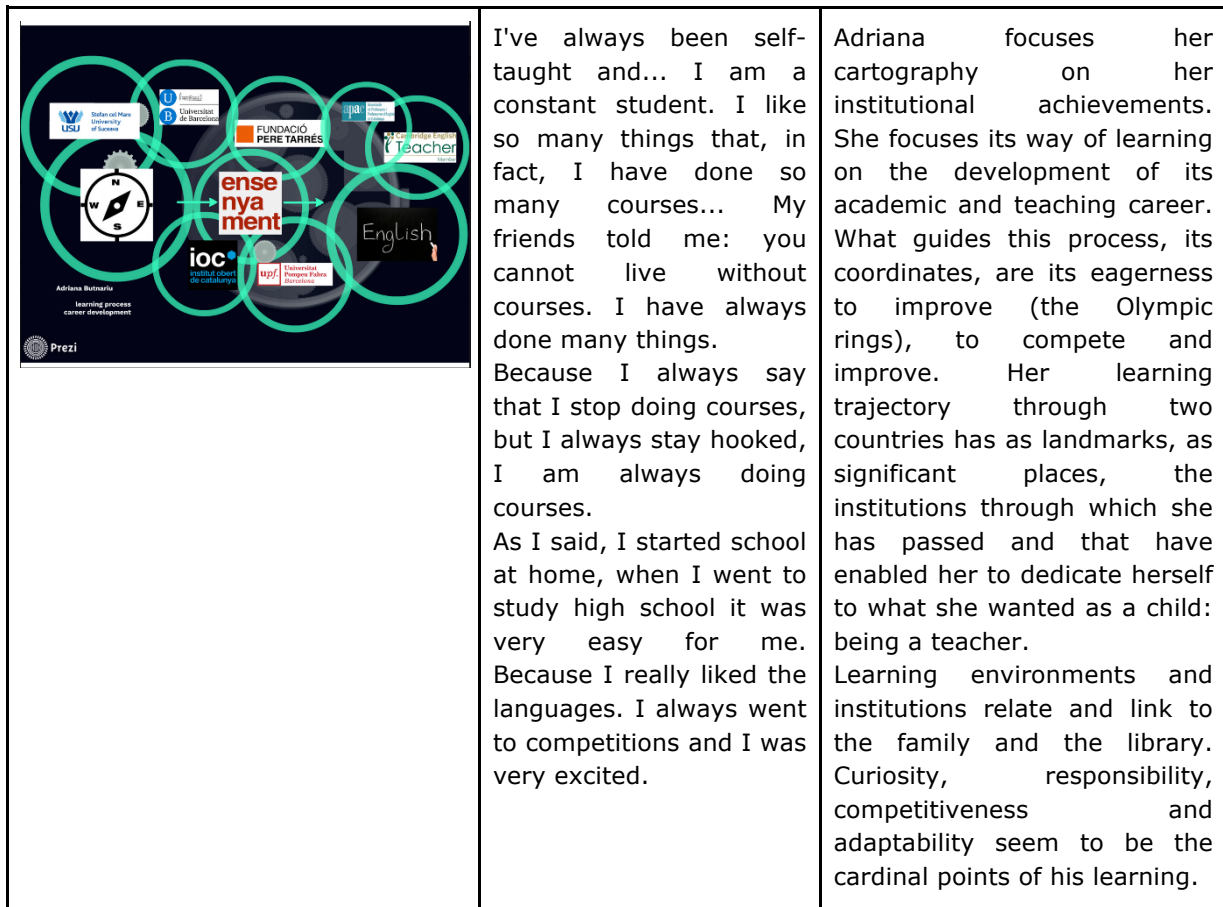 Stefan cel Mare
University
of Suceava
USU
U
B
Universitat
de Barcelona
FUNDACIÓ
PERE TARRÉS
apac
Cambridge English
Teacher
Member
N
W
E
S
ense
nya
ment
English
ioc
institut obert
de catalunya
upf.
Universitat
Pompeu Fabra
Barcelona
Adriana Butnariu
learning process
career development
Prezi
I've always been self-
taught and... I am a
constant student. I like
so many things that, in
fact, I have done so
many courses... My
friends told me: you
cannot live without
courses. I have always
done many things.
Because I always say
that I stop doing courses,
but I always stay hooked,
I am always doing
courses.
As I said, I started school
at home, when I went to
study high school it was
very easy for me.
Because I really liked the
languages. I always went
to competitions and I was
very excited.
Adriana focuses her
cartography on her
institutional achievements.
She focuses its way of learning
on the development of its
academic and teaching career.
What guides this process, its
coordinates, are its eagerness
to improve (the Olympic
rings), to compete and
improve. Her learning
trajectory through two
countries has as landmarks, as
significant places, the
institutions through which she
has passed and that have
enabled her to dedicate herself
to what she wanted as a child:
being a teacher.
Learning environments and
institutions relate and link to
the family and the library.
Curiosity, responsibility,
competitiveness and
adaptability seem to be the
cardinal points of his learning.